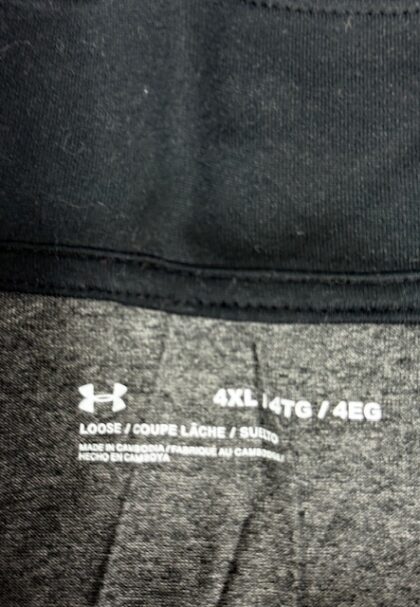 4XL / 4TG / 4EG
LOOSE / COUPE LÂCHE / SUELTO
MADE IN CAMBODIA / FABRIQUÉ AU CAMBODGE /
HECHO EN CAMBOYA